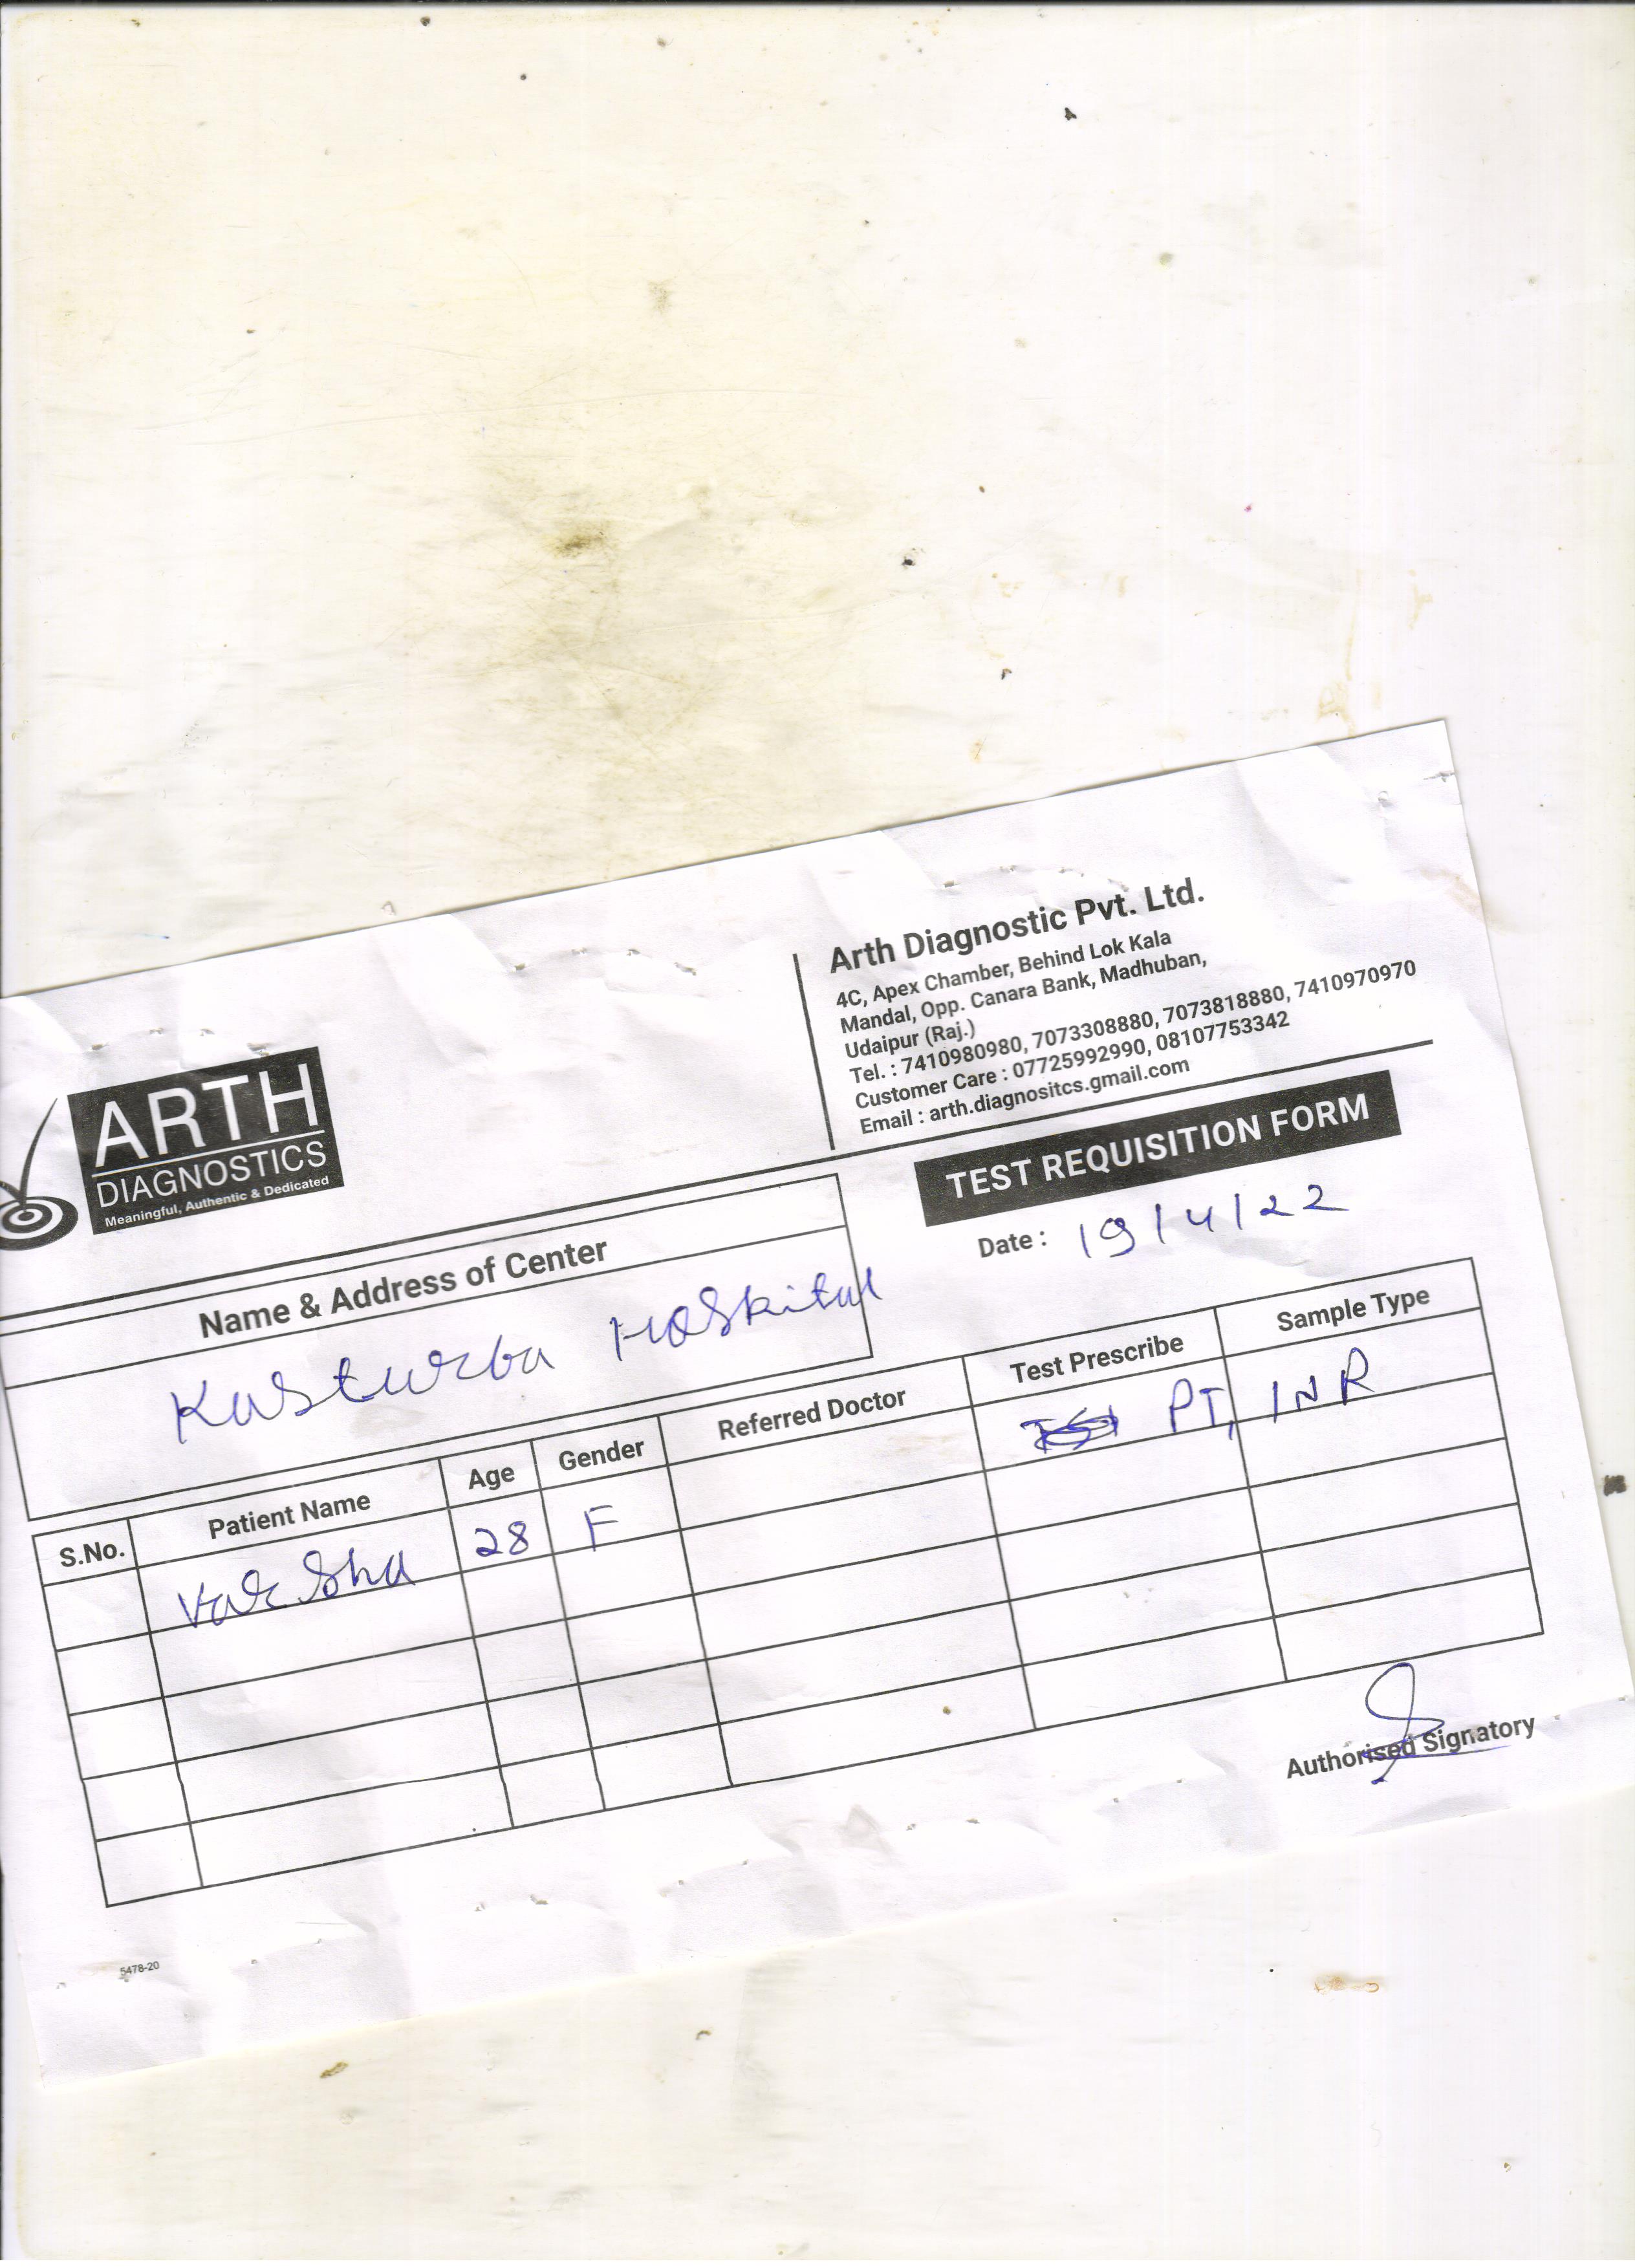 ARTH
DIAGNOSTICS
Meaningful, Authentic & Dedicated
Arth Diagnostic Pvt. Ltd.
4C, Apex Chamber, Behind Lok Kala
Mandal, Opp. Canara Bank, Madhuban,
Udaipur (Raj.)
Tel. : 7410980980, 7073308880, 7073818880, 7410970970
Customer Care : 07725992990, 08107753342
Email : arth.diagnositcs.gmail.com
TEST REQUISITION FORM
Date : 19/4/22
Name & Address of Center
Kasturba Hospital
S.No. Patient Name Age Gender Referred Doctor Test Prescribe Sample Type
Varsha 28 F PT, INR
Authorised Signatory
5478-20